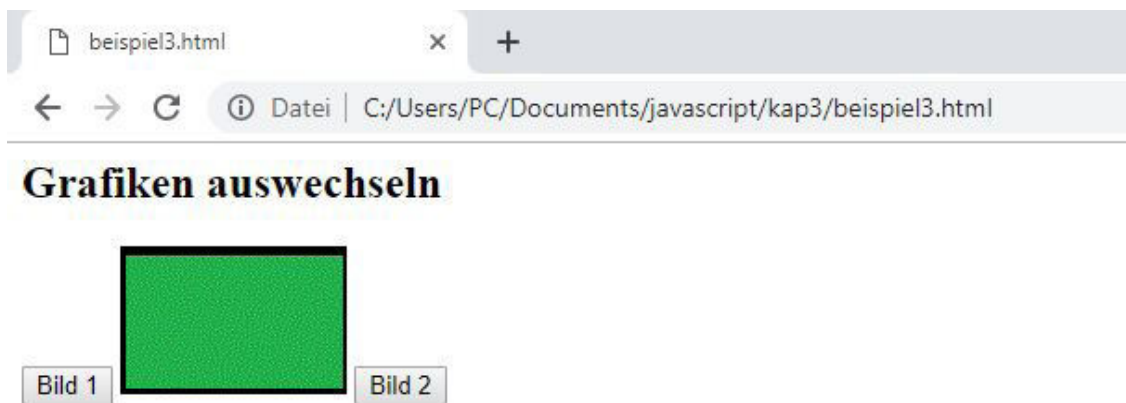 beispiel3.html
Datei | C:/Users/PC/Documents/javascript/kap3/beispiel3.html
Grafiken auswechseln
Bild 1 Bild 2